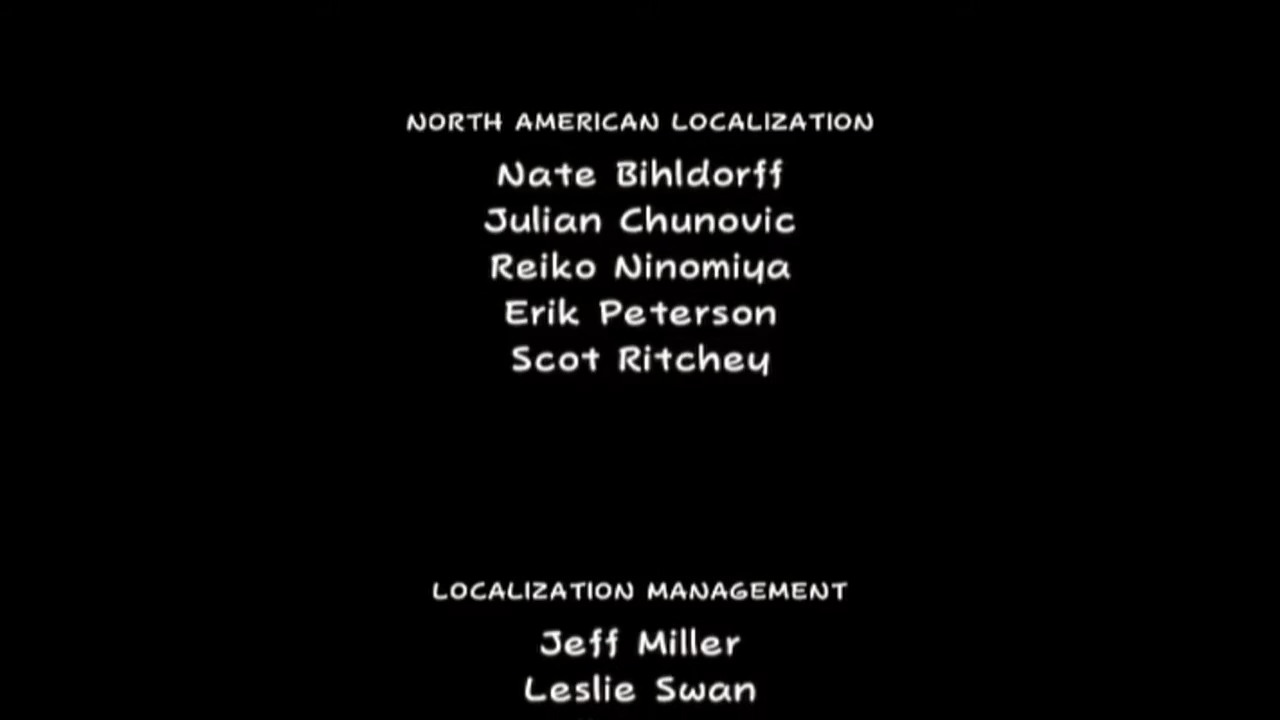 NORTH AMERICAN LOCALIZATION
Nate Bihldorff
Julian Chunovic
Reiko Ninomiya
Erik Peterson
Scot Ritchey
LOCALIZATION MANAGEMENT
Jeff Miller
Leslie Swan